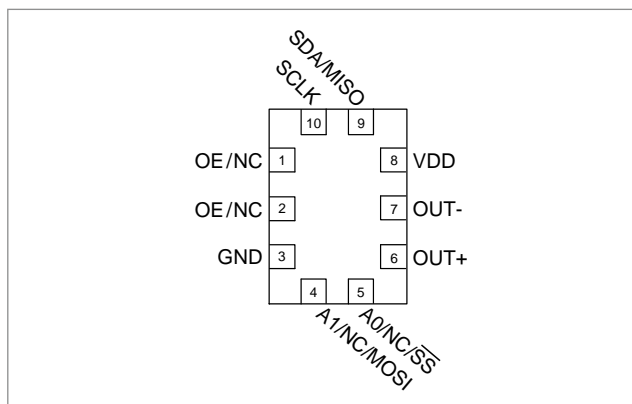 SDA/MISO
SCLK
10
9
OE/NC 1
8 VDD
OE/NC 2
7 OUT-
GND 3
6 OUT+
4
5
A1/NC/MOSI
A0/NC/S̅S̅